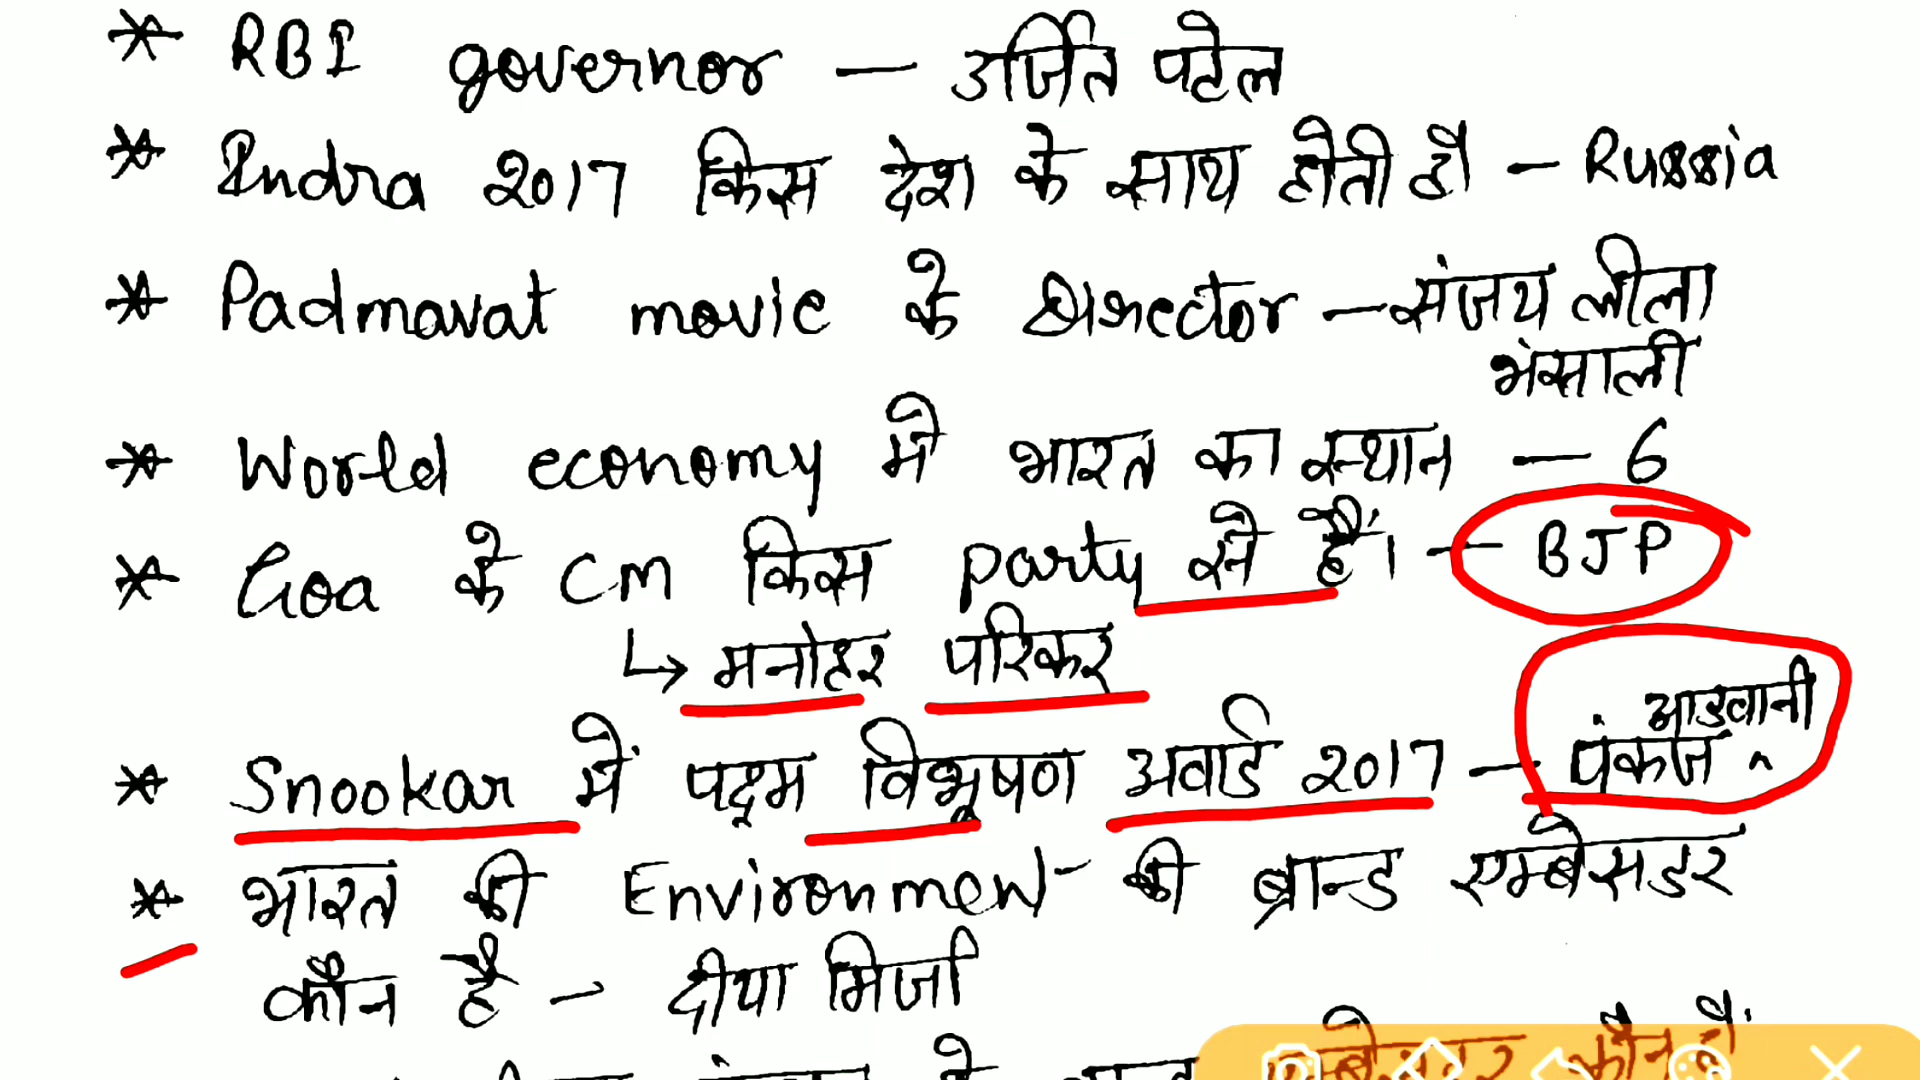 * RBI governor — उर्जित पटेल
* Indra 2017 किस देश के साथ होती है — Russia
* Padmavat movie के Director — संजय लीला
भंसाली
* World economy में भारत का स्थान — 6
* Goa के CM किस party से हैं। — BJP
↳ मनोहर परिकर
* Snookar में पद्म विभूषण अवार्ड 2017 — पंकज आडवानी
* भारत की Environment की ब्रान्ड एम्बेसडर
कौन है — दीया मिर्जा